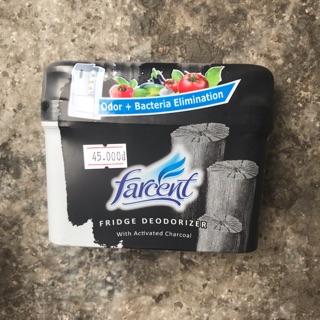 Odor + Bacteria Elimination
45.000đ
farcent
FRIDGE DEODORIZER
With Activated Charcoal